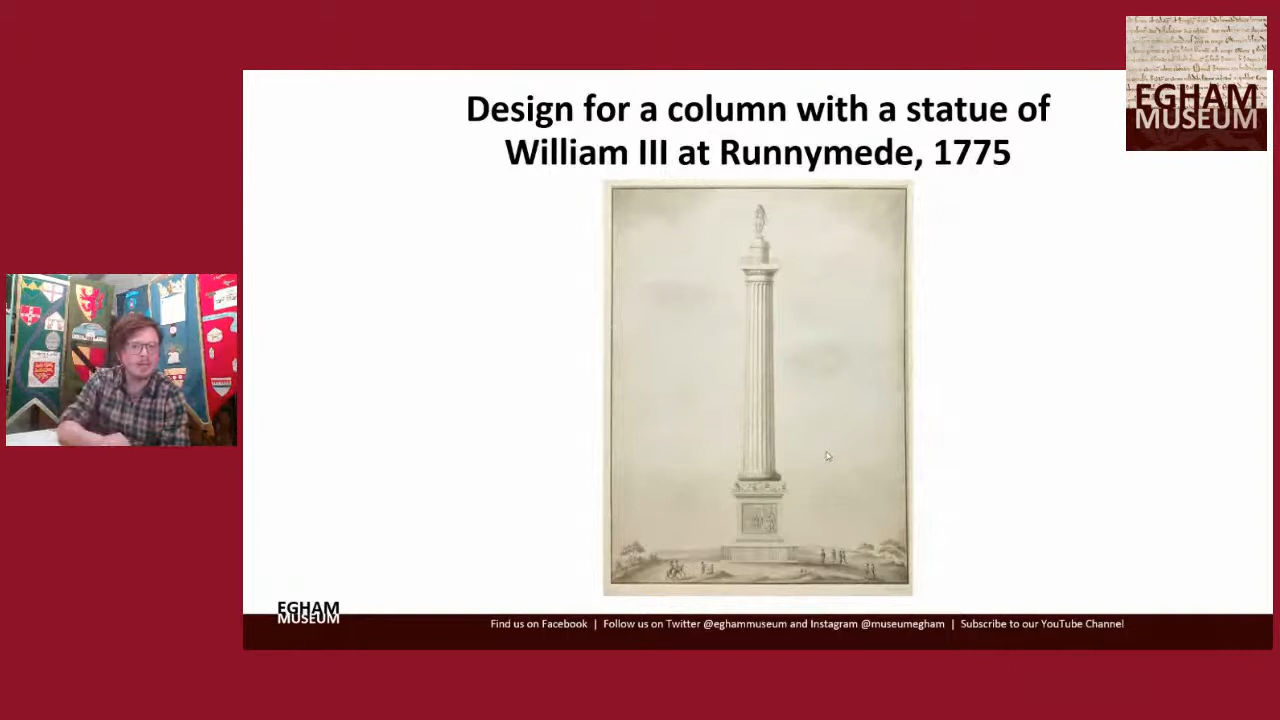 Design for a column with a statue of
William III at Runnymede, 1775
EGHAM
MUSEUM
EGHAM
MUSEUM
Find us on Facebook | Follow us on Twitter @eghammuseum and Instagram @museumegham | Subscribe to our YouTube Channel